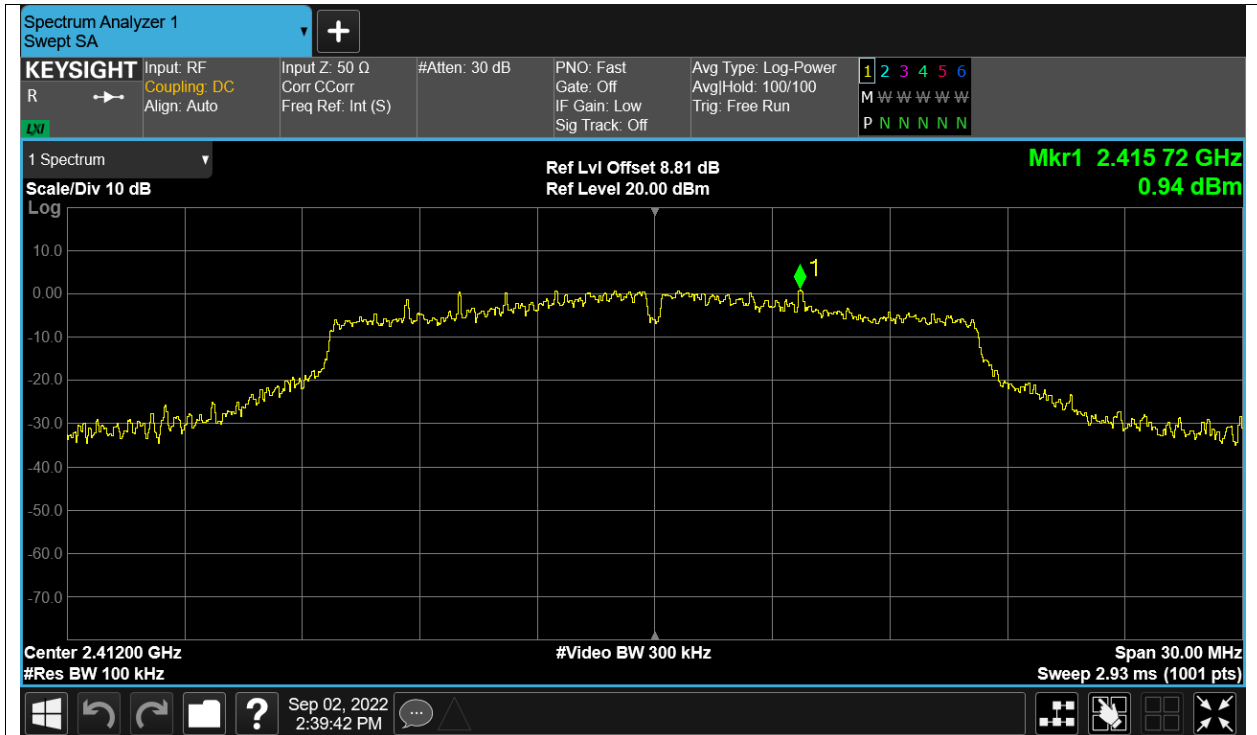 Spectrum Analyzer 1
Swept SA
KEYSIGHT
R
LXI
Input: RF
Coupling: DC
Align: Auto
Input Z: 50 Ω
Corr CCorr
Freq Ref: Int (S)
#Atten: 30 dB
PNO: Fast
Gate: Off
IF Gain: Low
Sig Track: Off
Avg Type: Log-Power
Avg|Hold: 100/100
Trig: Free Run
1 2 3 4 5 6
M W W W W W
P N N N N N N
1 Spectrum
Scale/Div 10 dB
Log
Ref Lvl Offset 8.81 dB
Ref Level 20.00 dBm
Mkr1 2.415 72 GHz
0.94 dBm
10.0
0.00
-10.0
-20.0
-30.0
-40.0
-50.0
-60.0
-70.0
1
Center 2.41200 GHz
#Res BW 100 kHz
#Video BW 300 kHz
Span 30.00 MHz
Sweep 2.93 ms (1001 pts)
?
Sep 02, 2022
2:39:42 PM